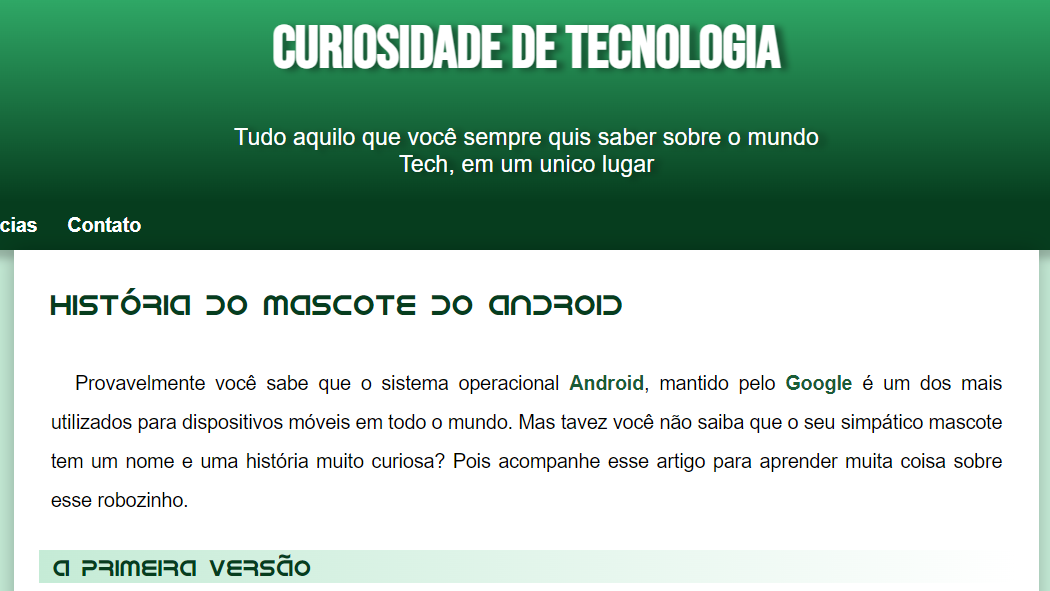 CURIOSIDADE DE TECNOLOGIA
Tudo aquilo que você sempre quis saber sobre o mundo
Tech, em um unico lugar
cias Contato
HISTÓRIA DO MASCOTE DO ANDROID
Provavelmente você sabe que o sistema operacional Android, mantido pelo Google é um dos mais
utilizados para dispositivos móveis em todo o mundo. Mas tavez você não saiba que o seu simpático mascote
tem um nome e uma história muito curiosa? Pois acompanhe esse artigo para aprender muita coisa sobre
esse robozinho.
A PRIMEIRA VERSÃO